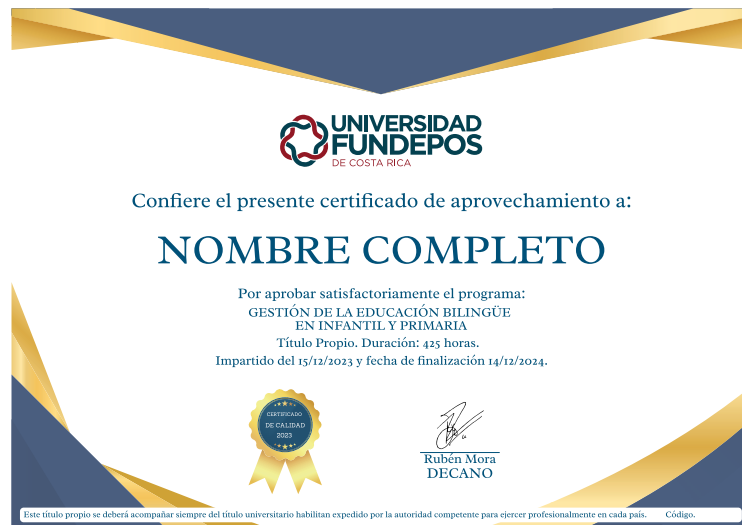 UNIVERSIDAD
FUNDEPOS
DE COSTA RICA
Confiere el presente certificado de aprovechamiento a:
NOMBRE COMPLETO
Por aprobar satisfactoriamente el programa:
GESTIÓN DE LA EDUCACIÓN BILINGÜE
EN INFANTIL Y PRIMARIA
Título Propio. Duración: 425 horas.
Impartido del 15/12/2023 y fecha de finalización 14/12/2024.
CERTIFICADO
DE CALIDAD
2023
Rubén Mora
DECANO
Este título propio se deberá acompañar siempre del título universitario habilitan expedido por la autoridad competente para ejercer profesionalmente en cada país. Código.